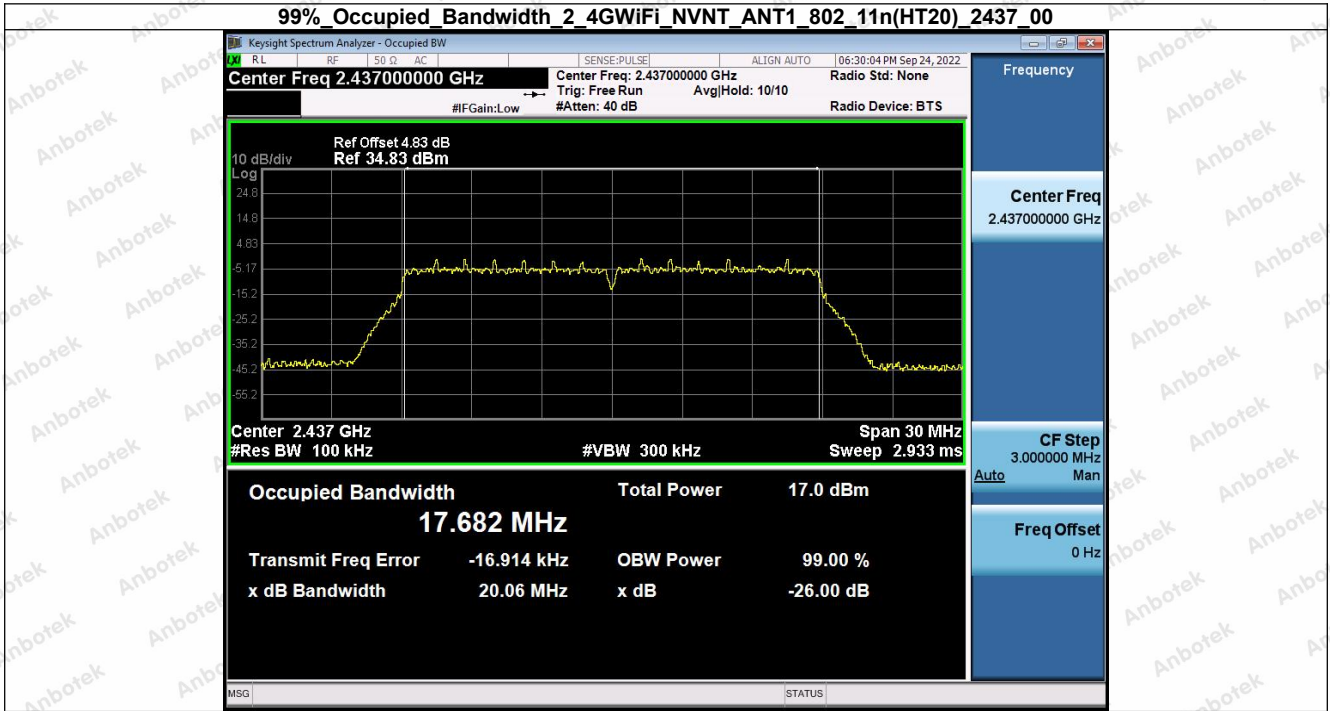 99%_Occupied_Bandwidth_2_4GWiFi_NVNT_ANT1_802_11n(HT20)_2437_00
Keysight Spectrum Analyzer - Occupied BW
LXI RL RF 50 Ω AC SENSE:PULSE ALIGN AUTO 06:30:04 PM Sep 24, 2022
Center Freq 2.437000000 GHz
Center Freq: 2.437000000 GHz Radio Std: None
Trig: Free Run Avg|Hold: 10/10
#IFGain:Low #Atten: 40 dB Radio Device: BTS
Ref Offset 4.83 dB
10 dB/div Ref 34.83 dBm
Log
24.8
14.8
4.83
-5.17
-15.2
-25.2
-35.2
-45.2
-55.2
Center 2.437 GHz Span 30 MHz
#Res BW 100 kHz #VBW 300 kHz Sweep 2.933 ms
Occupied Bandwidth Total Power 17.0 dBm
17.682 MHz
Transmit Freq Error -16.914 kHz OBW Power 99.00 %
x dB Bandwidth 20.06 MHz x dB -26.00 dB
MSG STATUS
Frequency
Center Freq
2.437000000 GHz
CF Step
3.000000 MHz
Auto Man
Freq Offset
0 Hz
Anbotek